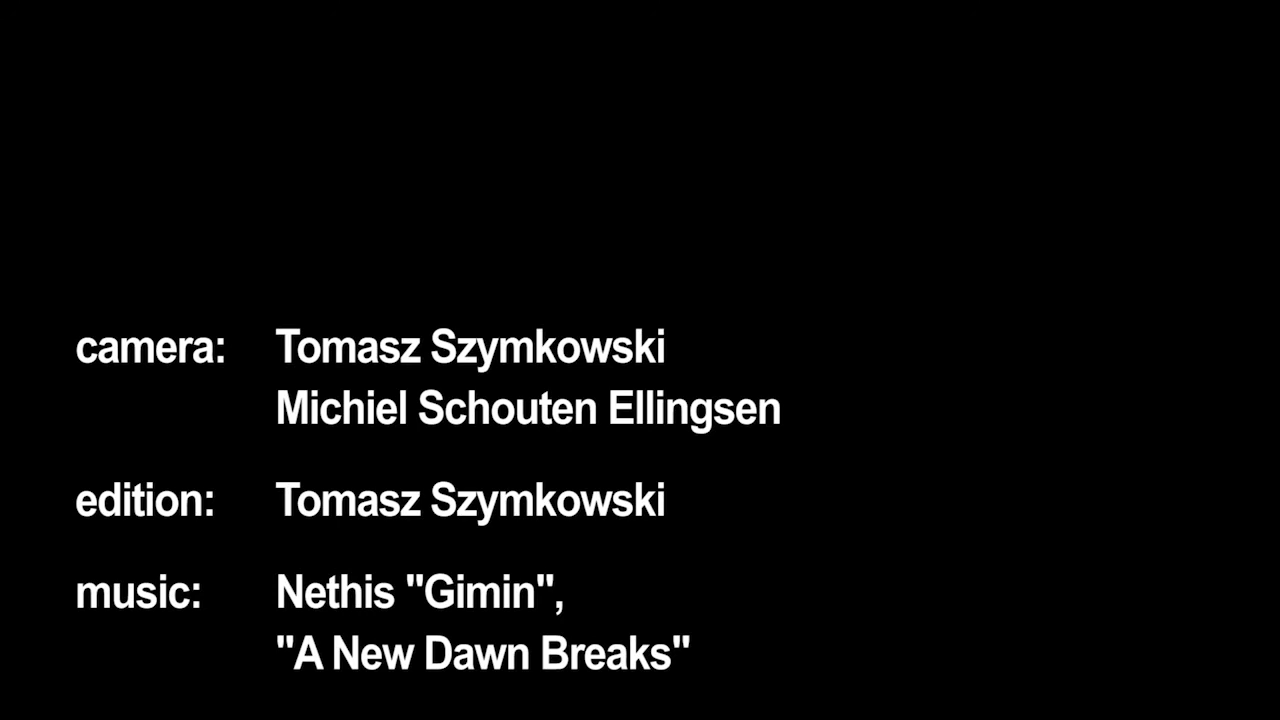 camera: Tomasz Szymkowski
Michiel Schouten Ellingsen
edition: Tomasz Szymkowski
music: Nethis "Gimin",
"A New Dawn Breaks"